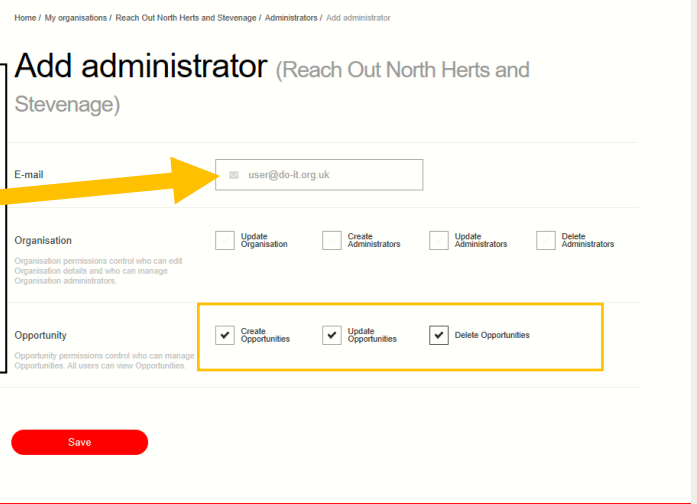 Home / My organisations / Reach Out North Herts and Stevenage / Administrators / Add administrator
Add administrator (Reach Out North Herts and
Stevenage)
E-mail
user@do-it.org.uk
Organisation
Organisation permissions control who can edit
Organisation details and who can manage
Organisation administrators.
Update
Organisation
Create
Administrators
Update
Administrators
Delete
Administrators
Opportunity
Opportunity permissions control who can manage
Opportunities. All users can view Opportunities.
Create
Opportunities
Update
Opportunities
Delete Opportunities
Save